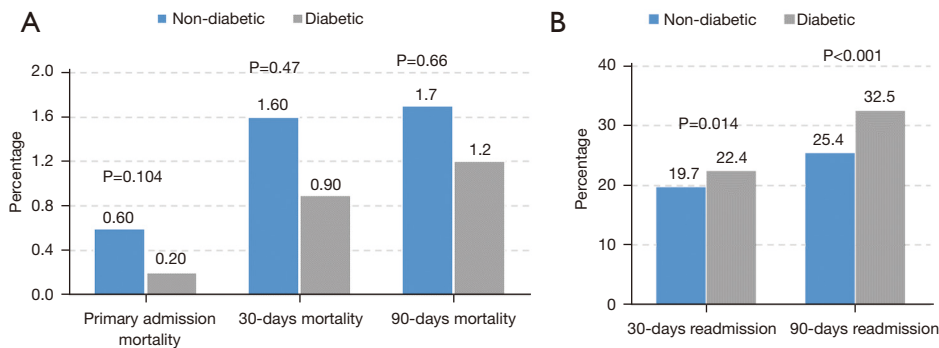 A
Non-diabetic Diabetic
Percentage
2.0
1.6
1.2
0.8
0.4
0.0
P=0.104
P=0.47
P=0.66
0.60
0.20
1.60
0.90
1.7
1.2
Primary admission
mortality
30-days mortality
90-days mortality
B
Non-diabetic Diabetic
Percentage
40
30
20
10
0
P=0.014
P<0.001
19.7
22.4
25.4
32.5
30-days readmission
90-days readmission